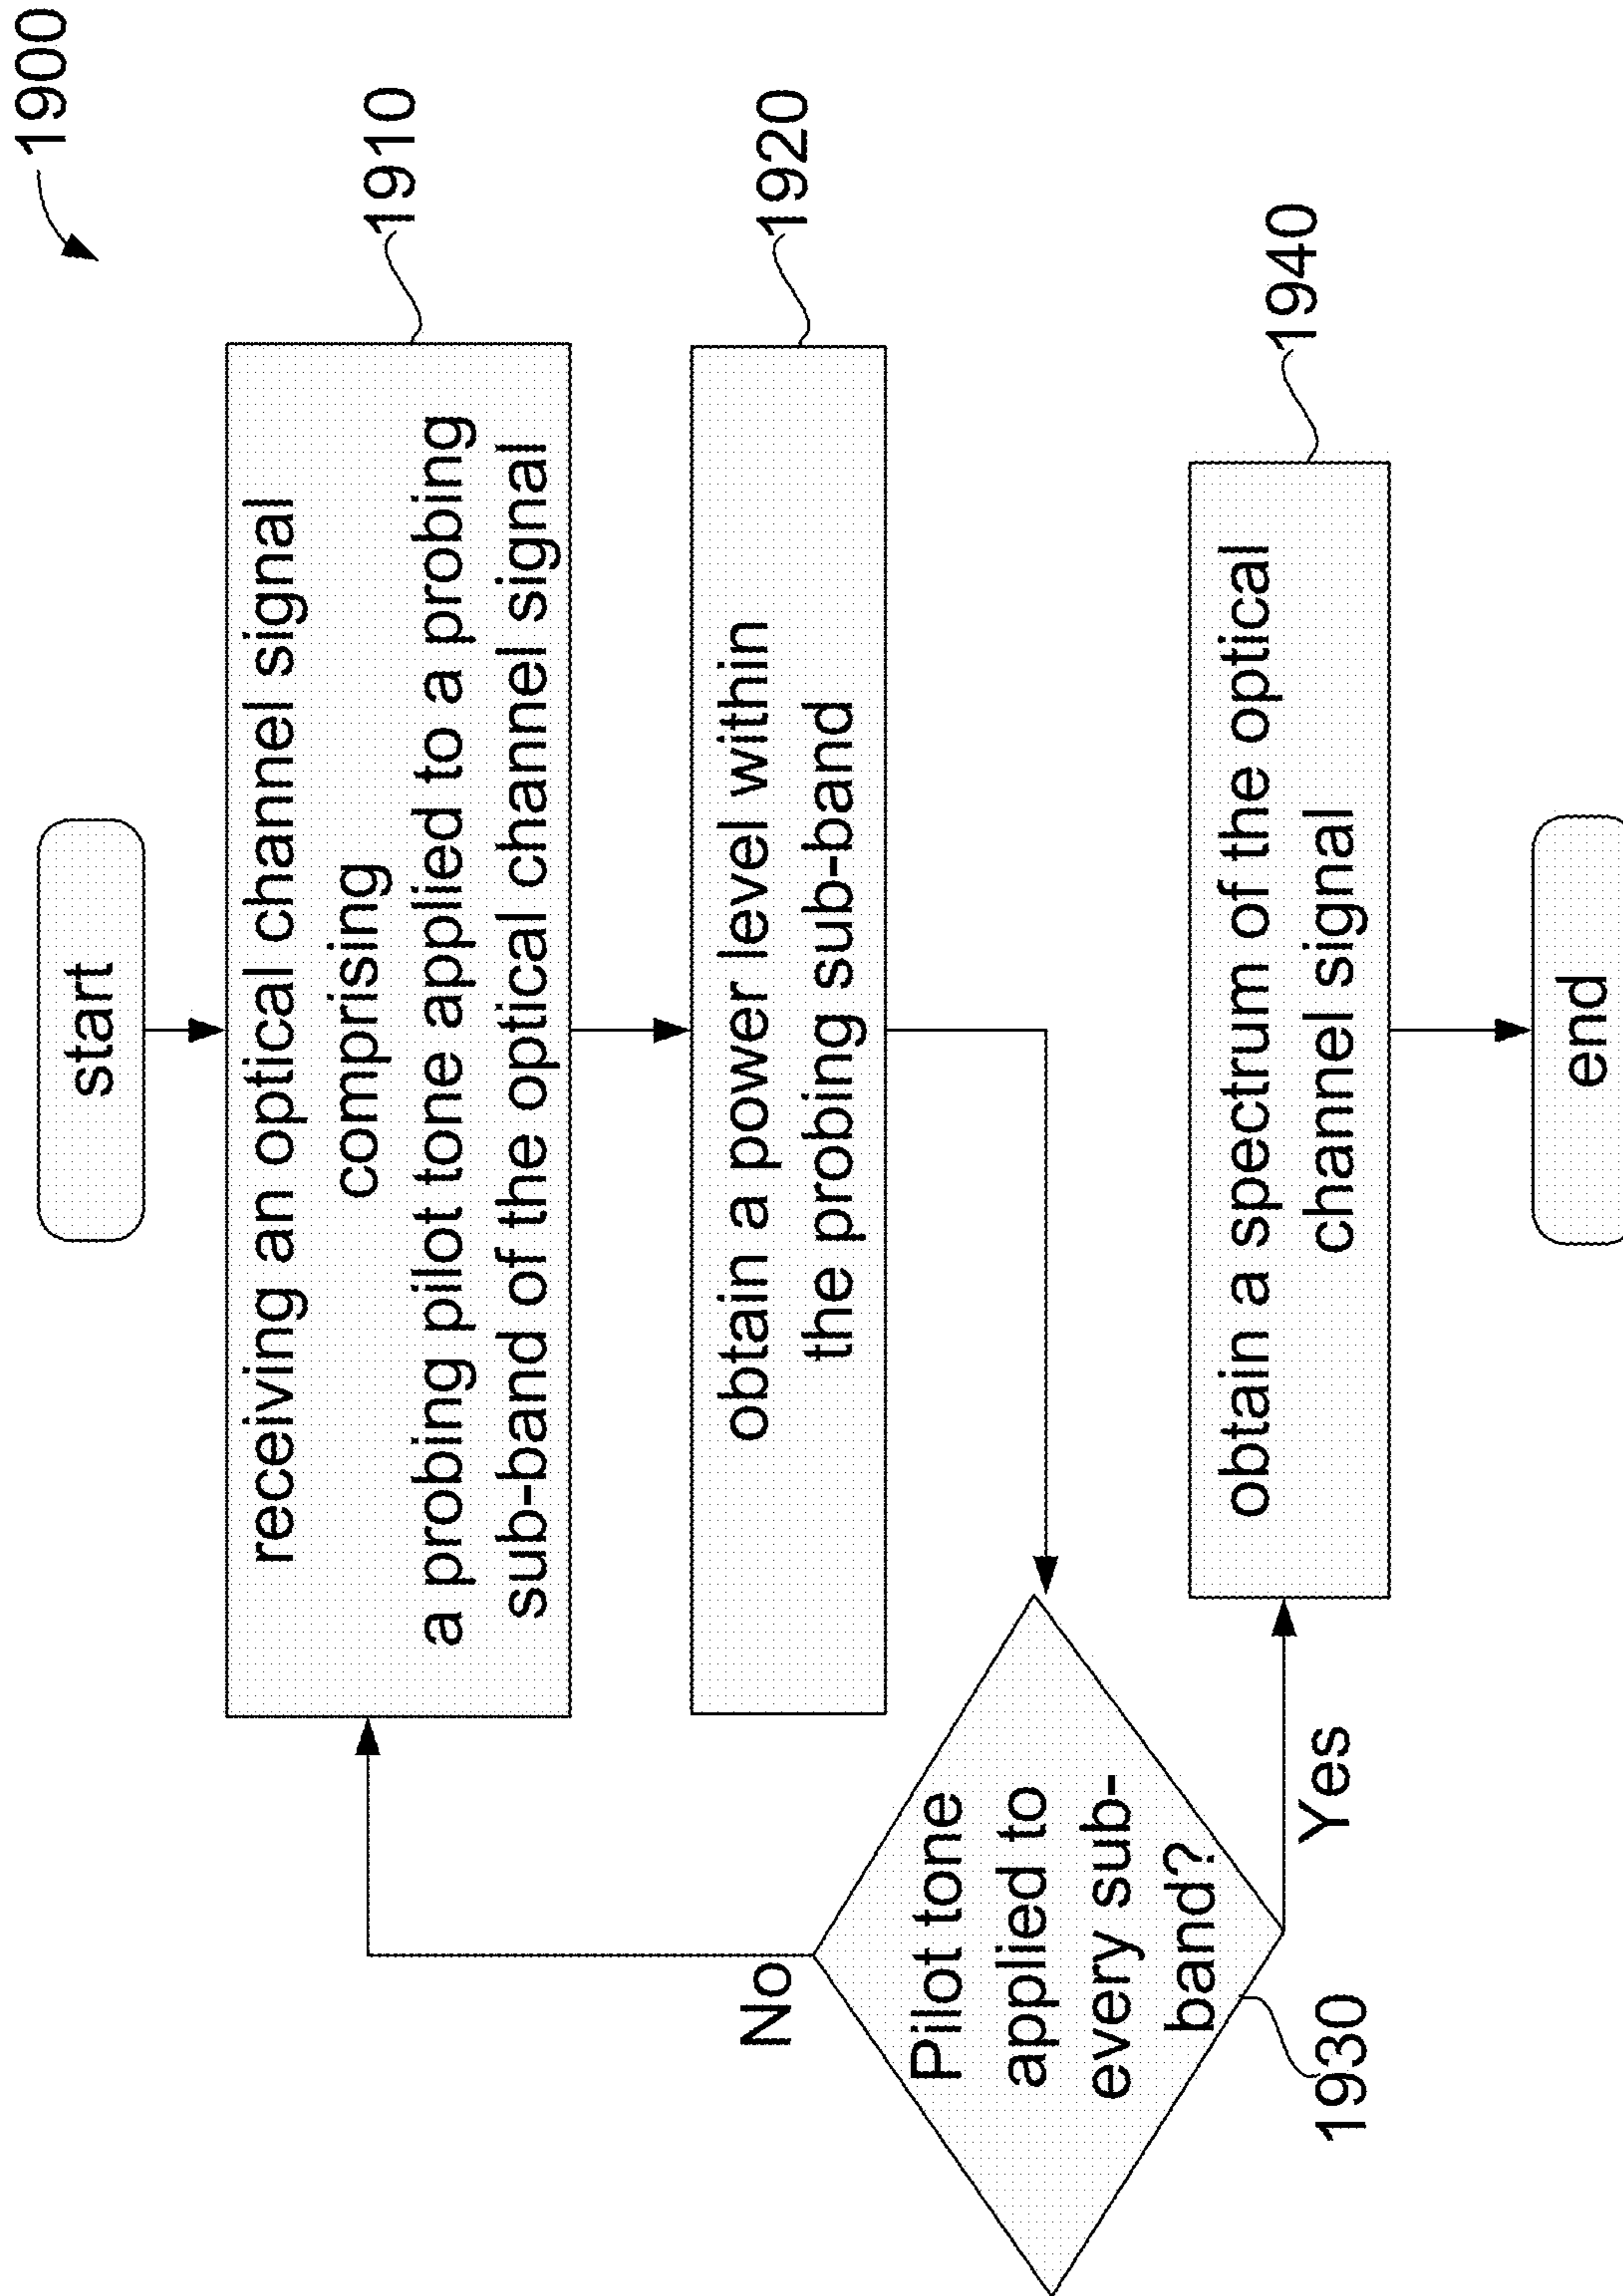 1900
start
receiving an optical channel signal
comprising
a probing pilot tone applied to a probing
sub-band of the optical channel signal
1910
obtain a power level within
the probing sub-band
1920
Pilot tone
applied to
every sub-
band?
1930
No
Yes
obtain a spectrum of the optical
channel signal
1940
end